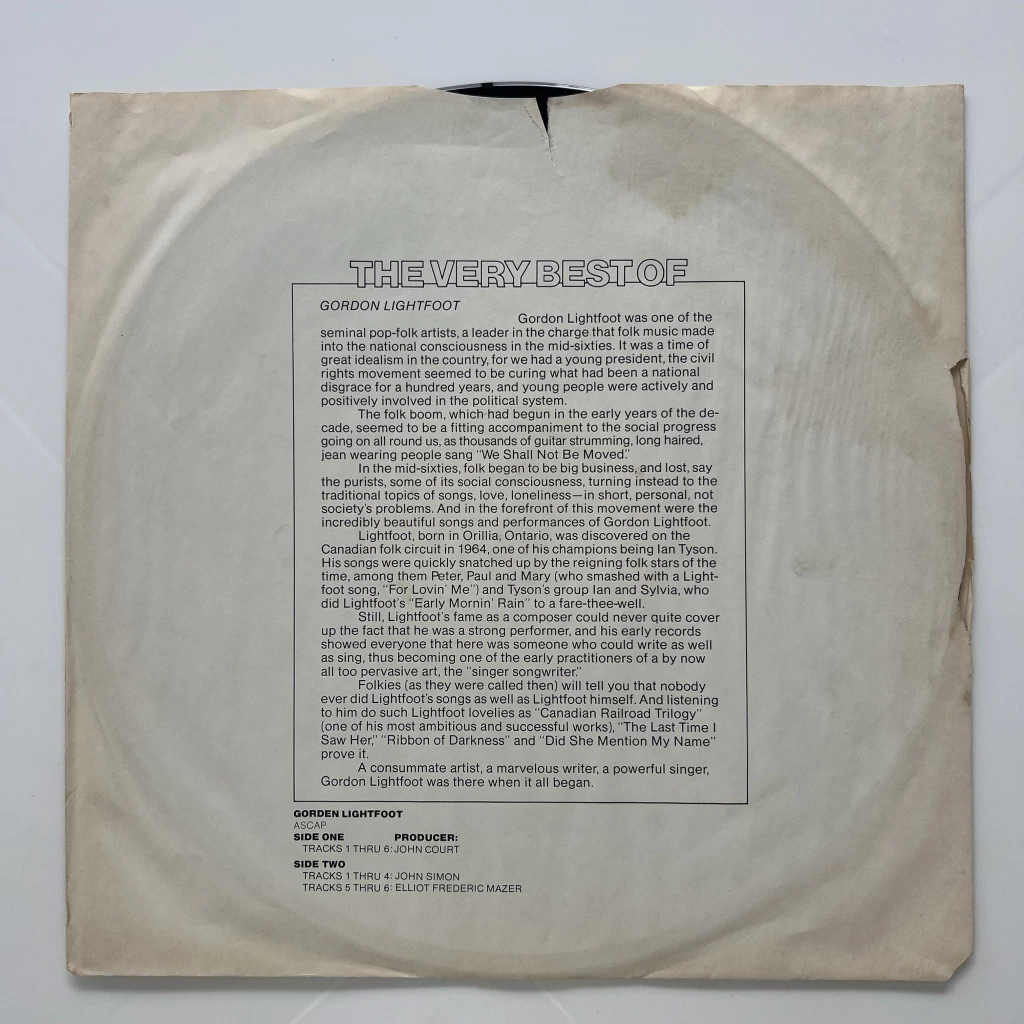 THE VERY BEST OF
GORDON LIGHTFOOT
Gordon Lightfoot was one of the
seminal pop-folk artists, a leader in the charge that folk music made
into the national consciousness in the mid-sixties. It was a time of
great idealism in the country, for we had a young president, the civil
rights movement seemed to be curing what had been a national
disgrace for a hundred years, and young people were actively and
positively involved in the political system.
The folk boom, which had begun in the early years of the de-
cade, seemed to be a fitting accompaniment to the social progress
going on all round us, as thousands of guitar strumming, long haired,
jean wearing people sang "We Shall Not Be Moved."
In the mid-sixties, folk began to be big business, and lost, say
the purists, some of its social consciousness, turning instead to the
traditional topics of songs, love, loneliness—in short, personal, not
society's problems. And in the forefront of this movement were the
incredibly beautiful songs and performances of Gordon Lightfoot.
Lightfoot, born in Orillia, Ontario, was discovered on the
Canadian folk circuit in 1964, one of his champions being Ian Tyson.
His songs were quickly snatched up by the reigning folk stars of the
time, among them Peter, Paul and Mary (who smashed with a Light-
foot song, "For Lovin' Me") and Tyson's group Ian and Sylvia, who
did Lightfoot's "Early Mornin' Rain" to a fare-thee-well.
Still, Lightfoot's fame as a composer could never quite cover
up the fact that he was a strong performer, and his early records
showed everyone that here was someone who could write as well
as sing, thus becoming one of the early practitioners of a by now
all too pervasive art, the "singer songwriter."
Folkies (as they were called then) will tell you that nobody
ever did Lightfoot's songs as well as Lightfoot himself. And listening
to him do such Lightfoot lovelies as "Canadian Railroad Trilogy"
(one of his most ambitious and successful works), "The Last Time I
Saw Her," "Ribbon of Darkness" and "Did She Mention My Name"
prove it.
A consummate artist, a marvelous writer, a powerful singer,
Gordon Lightfoot was there when it all began.
GORDEN LIGHTFOOT
ASCAP
SIDE ONE PRODUCER:
TRACKS 1 THRU 6: JOHN COURT
SIDE TWO
TRACKS 1 THRU 4: JOHN SIMON
TRACKS 5 THRU 6: ELLIOT FREDERIC MAZER